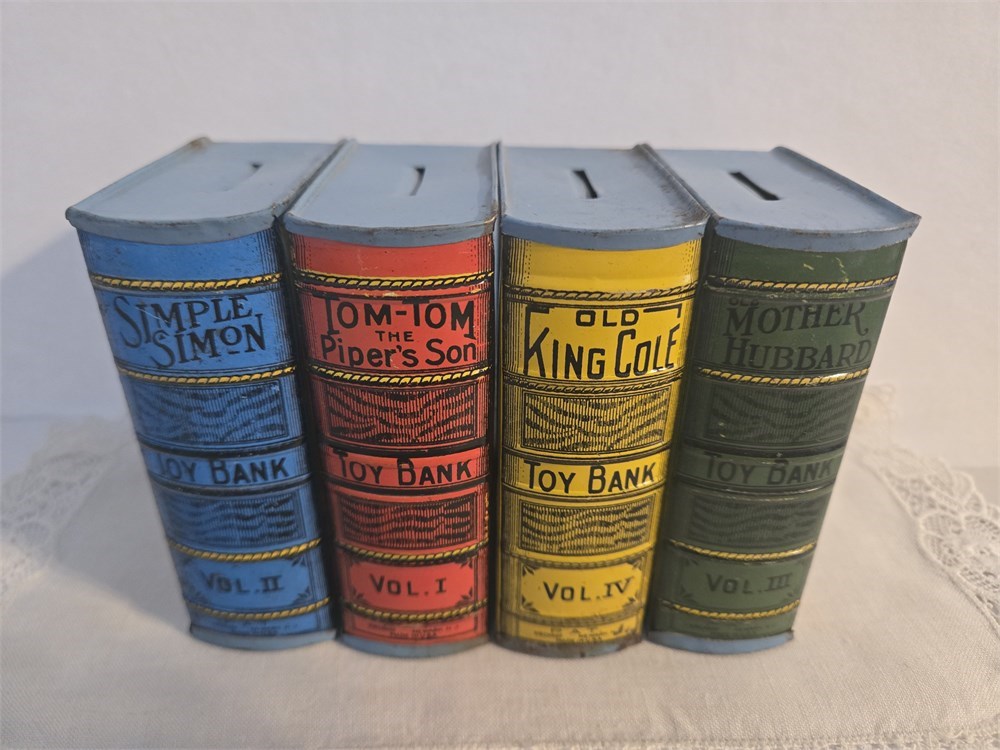 SIMPLE
SIMON
TOY BANK
VOL. II
TOM-TOM
THE
Piper's Son
TOY BANK
VOL. I
OLD
KING COLE
TOY BANK
VOL. IV
OLD
MOTHER
HUBBARD
TOY BANK
VOL. III